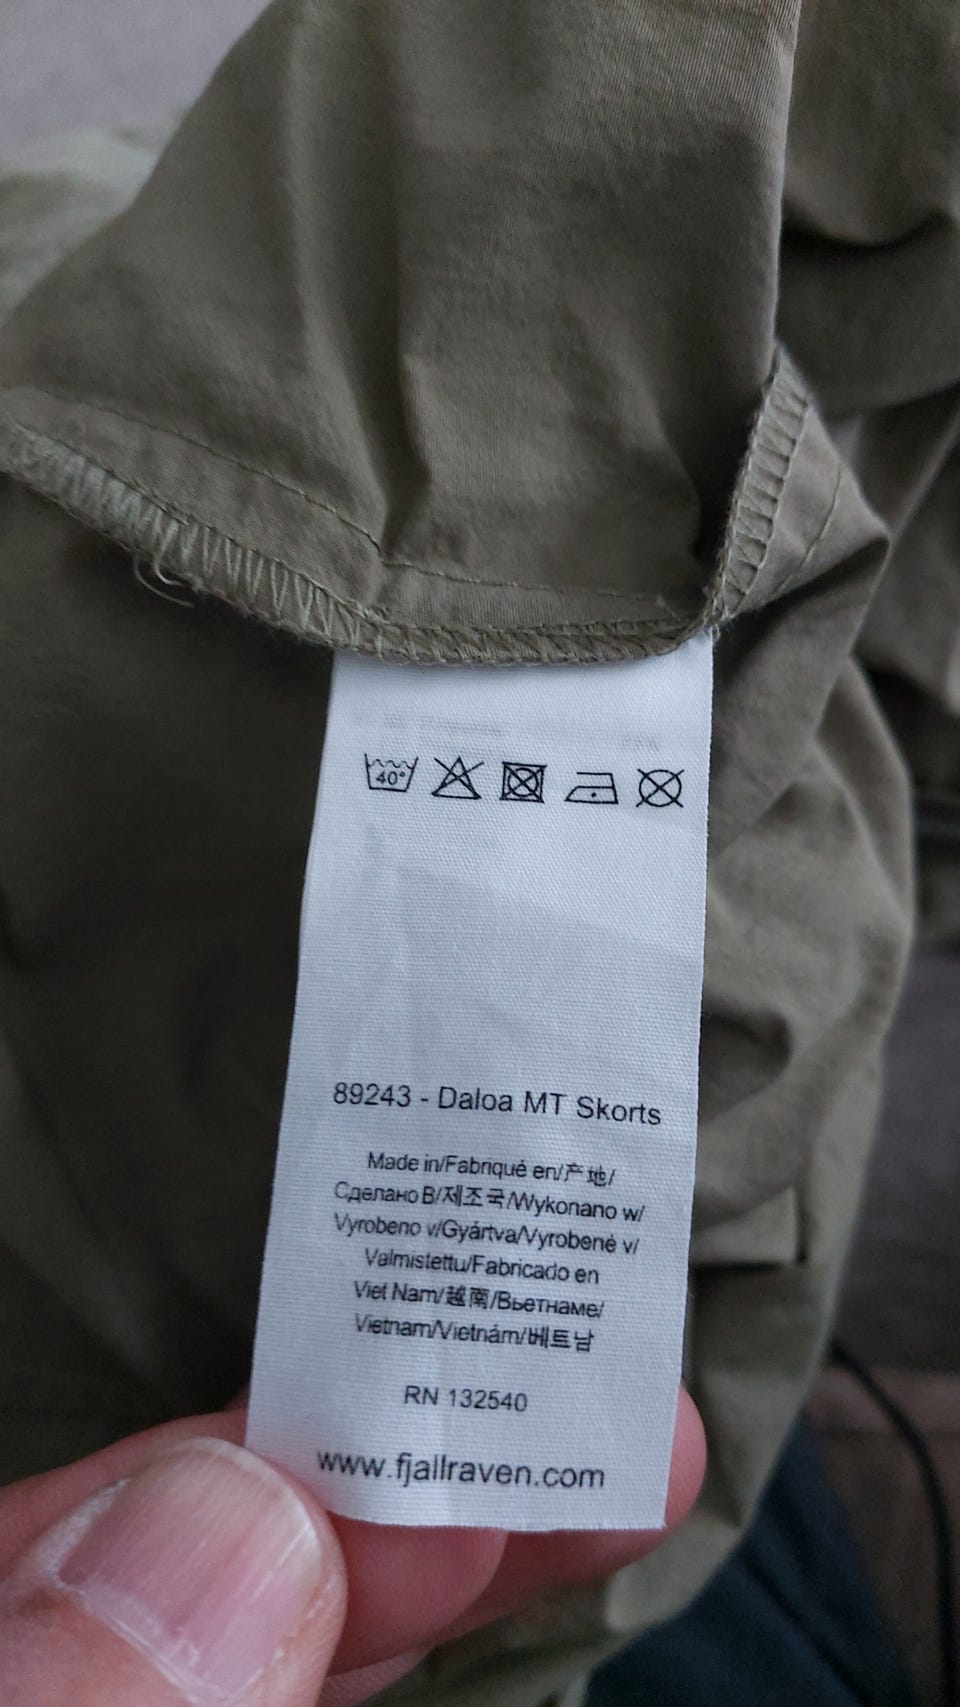 40°
89243 - Daloa MT Skorts
Made in/Fabriqué en/产地/
Сделано В/제조국/Wykonano w/
Vyrobeno v/Gyártva/Vyrobené v/
Valmistettu/Fabricado en
Viet Nam/越南/Вьетнаме/
Vietnam/Vietnám/베트남
RN 132540
www.fjallraven.com